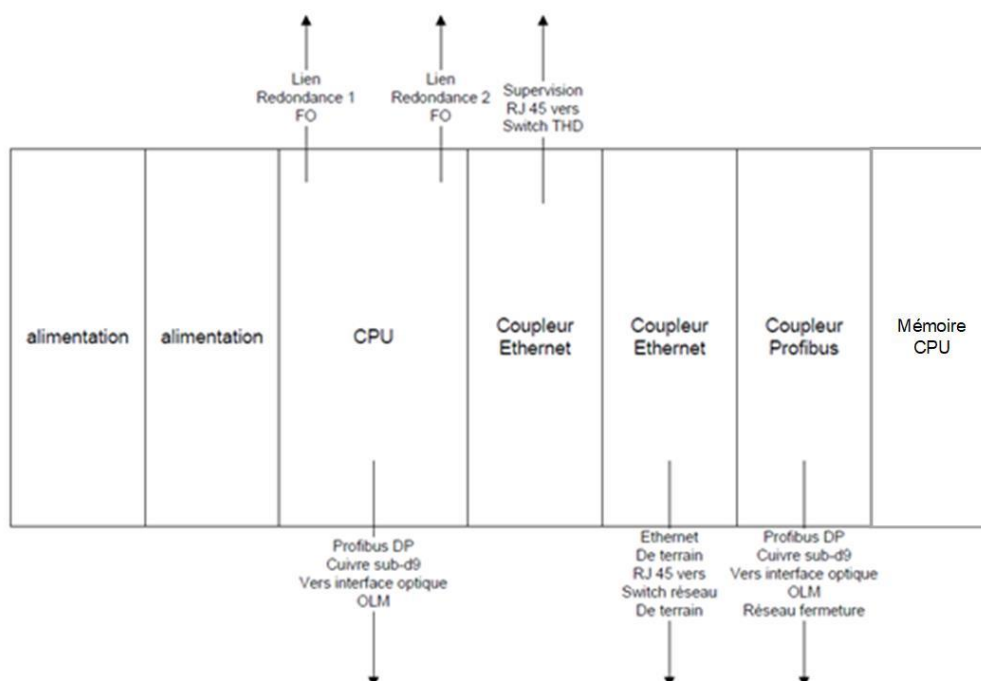 Lien
Redondance 1
FO
Lien
Redondance 2
FO
Supervision
RJ 45 vers
Switch THD
alimentation
alimentation
CPU
Coupleur
Ethernet
Coupleur
Ethernet
Coupleur
Profibus
Mémoire
CPU
Profibus DP
Cuivre sub-d9
Vers interface optique
OLM
Ethernet
De terrain
RJ 45 vers
Switch réseau
De terrain
Profibus DP
Cuivre sub-d9
Vers interface optique
OLM
Réseau fermeture